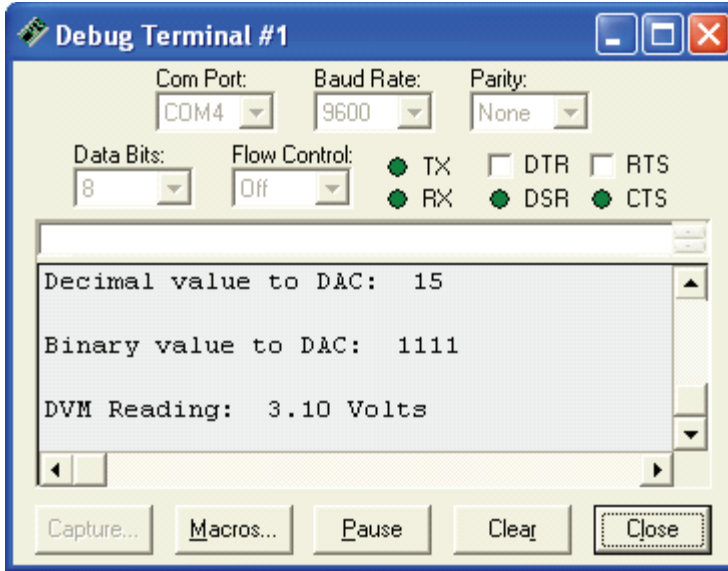 Debug Terminal #1
Com Port: Baud Rate: Parity:
COM4 9600 None
Data Bits: Flow Control: TX DTR RTS
8 Off RX DSR CTS
Decimal value to DAC:  15
Binary value to DAC:  1111
DVM Reading:  3.10 Volts
Capture... Macros... Pause Clear Close